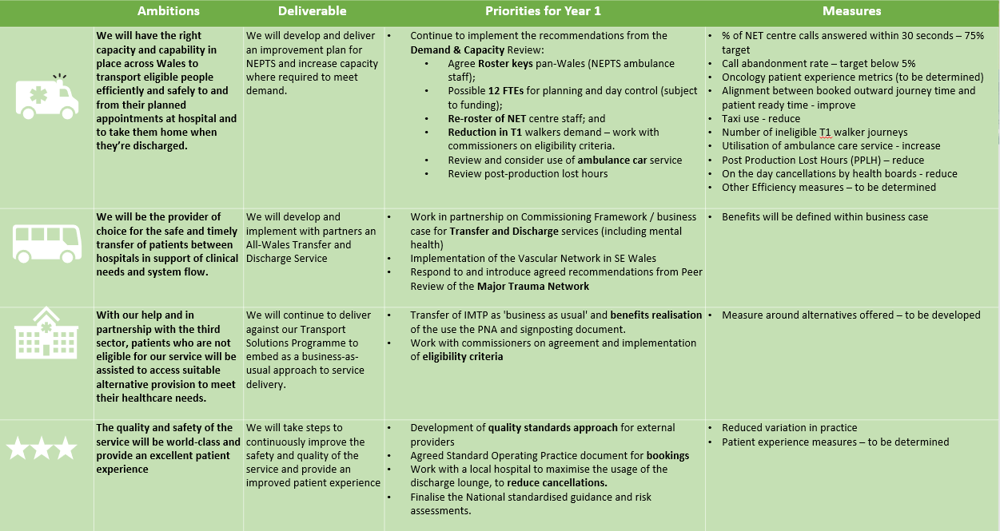 Ambitions
Deliverable
Priorities for Year 1
Measures
We will have the right
capacity and capability in
place across Wales to
transport eligible people
efficiently and safely to and
from their planned
appointments at hospital and
to take them home when
they're discharged.
We will develop and deliver
an improvement plan for
NEPTS and increase capacity
where required to meet
demand.
• Continue to implement the recommendations from the
Demand & Capacity Review:
• Agree Roster keys pan-Wales (NEPTS ambulance
staff);
• Possible 12 FTEs for planning and day control (subject
to funding);
• Re-roster of NET centre staff; and
• Reduction in T1 walkers demand – work with
commissioners on eligibility criteria.
• Review and consider use of ambulance car service
• Review post-production lost hours
• % of NET centre calls answered within 30 seconds – 75%
target
• Call abandonment rate – target below 5%
• Oncology patient experience metrics (to be determined)
• Alignment between booked outward journey time and
patient ready time - improve
• Taxi use - reduce
• Number of ineligible T1 walker journeys
• Utilisation of ambulance care service - increase
• Post Production Lost Hours (PPLH) – reduce
• On the day cancellations by health boards - reduce
• Other Efficiency measures – to be determined
We will be the provider of
choice for the safe and timely
transfer of patients between
hospitals in support of clinical
needs and system flow.
We will develop and
implement with partners an
All-Wales Transfer and
Discharge Service
• Work in partnership on Commissioning Framework / business
case for Transfer and Discharge services (including mental
health)
• Implementation of the Vascular Network in SE Wales
• Respond to and introduce agreed recommendations from Peer
Review of the Major Trauma Network
• Benefits will be defined within business case
With our help and in
partnership with the third
sector, patients who are not
eligible for our service will be
assisted to access suitable
alternative provision to meet
their healthcare needs.
We will continue to deliver
against our Transport
Solutions Programme to
embed as a business-as-
usual approach to service
delivery.
• Transfer of IMTP as 'business as usual' and benefits realisation
of the use the PNA and signposting document.
• Work with commissioners on agreement and implementation
of eligibility criteria
• Measure around alternatives offered – to be developed
The quality and safety of the
service will be world-class and
provide an excellent patient
experience
We will take steps to
continuously improve the
safety and quality of the
service and provide an
improved patient experience
• Development of quality standards approach for external
providers
• Agreed Standard Operating Practice document for bookings
• Work with a local hospital to maximise the usage of the
discharge lounge, to reduce cancellations.
• Finalise the National standardised guidance and risk
assessments.
• Reduced variation in practice
• Patient experience measures – to be determined